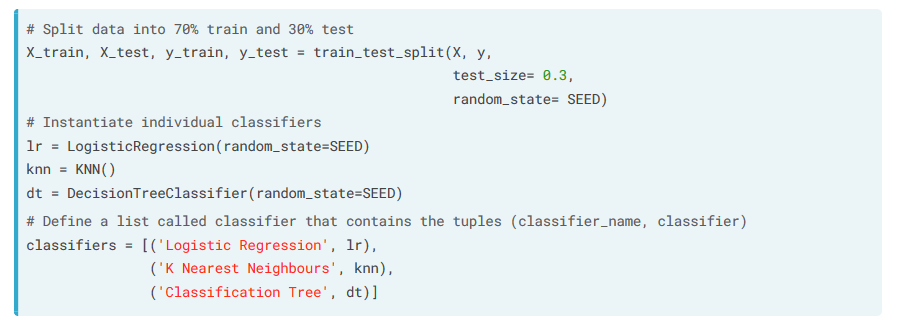 # Split data into 70% train and 30% test
X_train, X_test, y_train, y_test = train_test_split(X, y,
test_size= 0.3,
random_state= SEED)
# Instantiate individual classifiers
lr = LogisticRegression(random_state=SEED)
knn = KNN()
dt = DecisionTreeClassifier(random_state=SEED)
# Define a list called classifier that contains the tuples (classifier_name, classifier)
classifiers = [('Logistic Regression', lr),
('K Nearest Neighbours', knn),
('Classification Tree', dt)]